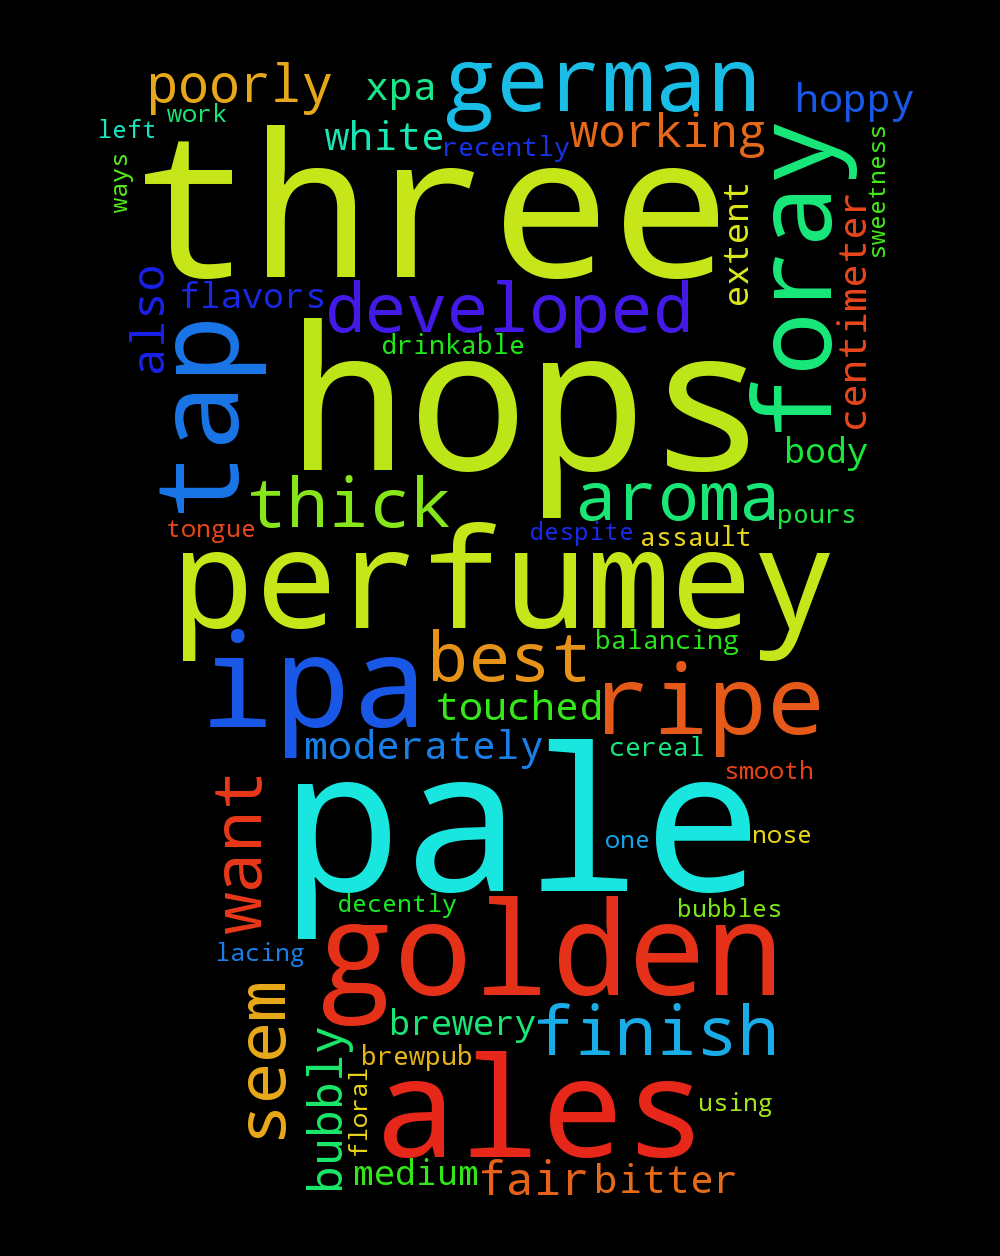 german
poorly
xpa
hoppy
work
left
white
recently
working
three
foray
sweetness
ways
extent
centimeter
also
flavors
developed
drinkable
tap
hops
body
thick
aroma
pours
tongue
despite
assault
perfumey
ipa
best
balancing
touched
ripe
moderately
cereal
smooth
want
pale
one
nose
decently
bubbles
golden
lacing
seem
brewery
finish
bubbly
brewpub
floral
ales
using
medium
fair
bitter